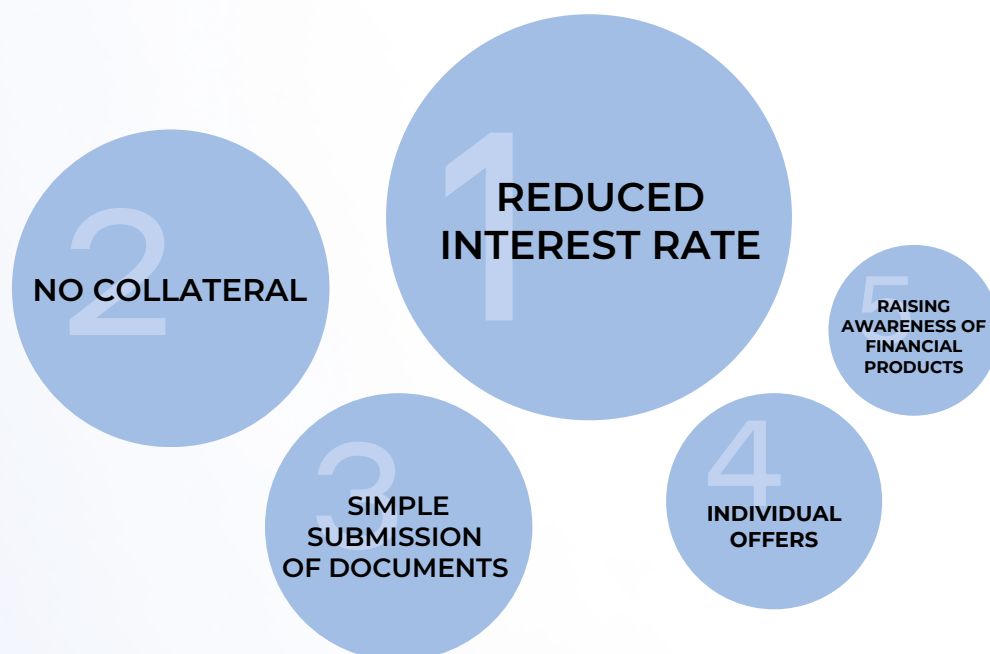 1
REDUCED
INTEREST RATE
2
NO COLLATERAL
3
SIMPLE
SUBMISSION
OF DOCUMENTS
4
INDIVIDUAL
OFFERS
5
RAISING
AWARENESS OF
FINANCIAL
PRODUCTS